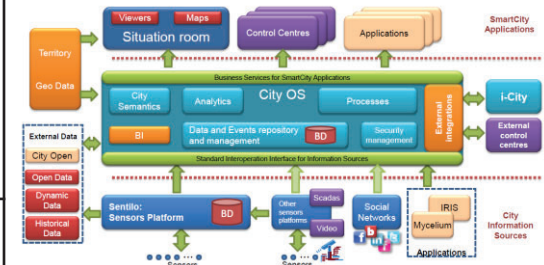 Viewers
Maps
Situation room
Control Centres
Applications
SmartCity
Applications
Territory
Geo Data
Business Services for SmartCity Applications
City
Semantics
Analytics
City OS
Processes
External
integrations
i-City
External
control
centres
BI
Data and Events repository
and management
BD
Security
management
Standard Interoperation Interface for Information Sources
External Data
City Open
Open Data
Dynamic
Data
Historical
Data
Sentilo:
Sensors Platform
BD
Other
sensors
platforms
Scadas
Video
Social
Networks
IRIS
Mycelium
Applications
City
Information
Sources
Sensors
Sensors